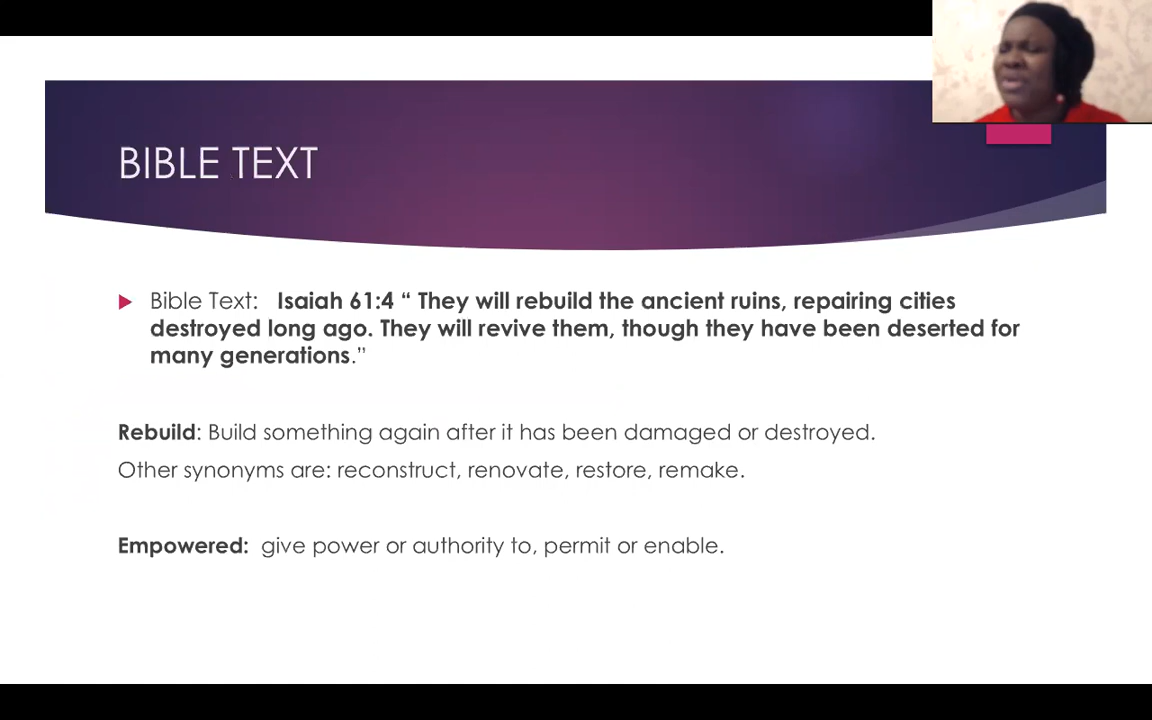 BIBLE TEXT
Bible Text: Isaiah 61:4 “ They will rebuild the ancient ruins, repairing cities
destroyed long ago. They will revive them, though they have been deserted for
many generations.”
Rebuild: Build something again after it has been damaged or destroyed.
Other synonyms are: reconstruct, renovate, restore, remake.
Empowered: give power or authority to, permit or enable.